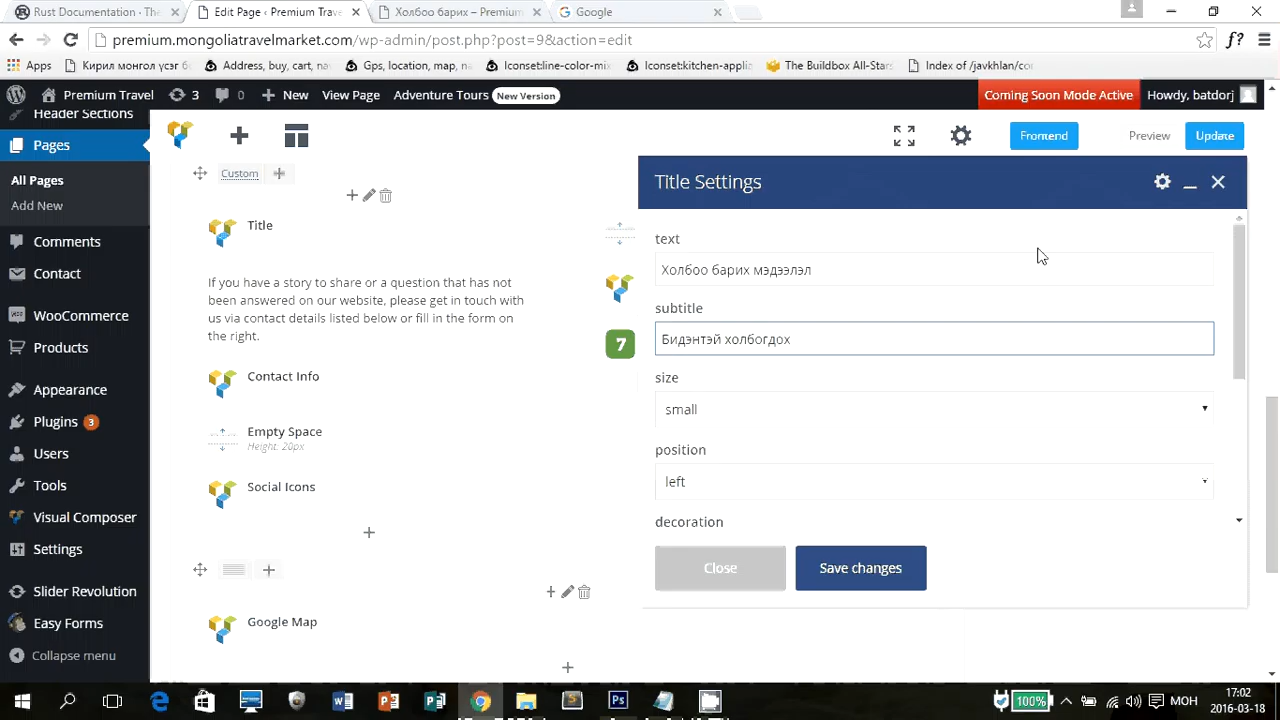 Rust Documentation - The
Edit Page ‹ Premium Trave
Холбоо барих – Premium
Google
premium.mongoliatravelmarket.com/wp-admin/post.php?post=9&action=edit
Apps
Кирил монгол үсэг б
Address, buy, cart, nav
Gps, location, map, n
Iconset:line-color-mix
Iconset:kitchen-applia
The Buildbox All-Stars
Index of /javkhlan/co
Premium Travel
3
0
New
View Page
Adventure Tours
New Version
Coming Soon Mode Active
Howdy, batdorj
Header Sections
Pages
All Pages
Add New
Comments
Contact
WooCommerce
Products
Appearance
Plugins 3
Users
Tools
Visual Composer
Settings
Slider Revolution
Easy Forms
Collapse menu
Frontend
Preview
Update
Custom
Title
If you have a story to share or a question that has not
been answered on our website, please get in touch with
us via contact details listed below or fill in the form on
the right.
Contact Info
Empty Space
Height: 20px
Social Icons
Google Map
7
Title Settings
text
Холбоо барих мэдээлэл
subtitle
Бидэнтэй холбогдох
size
small
position
left
decoration
Close
Save changes
100%
МОН
17:02
2016-03-18